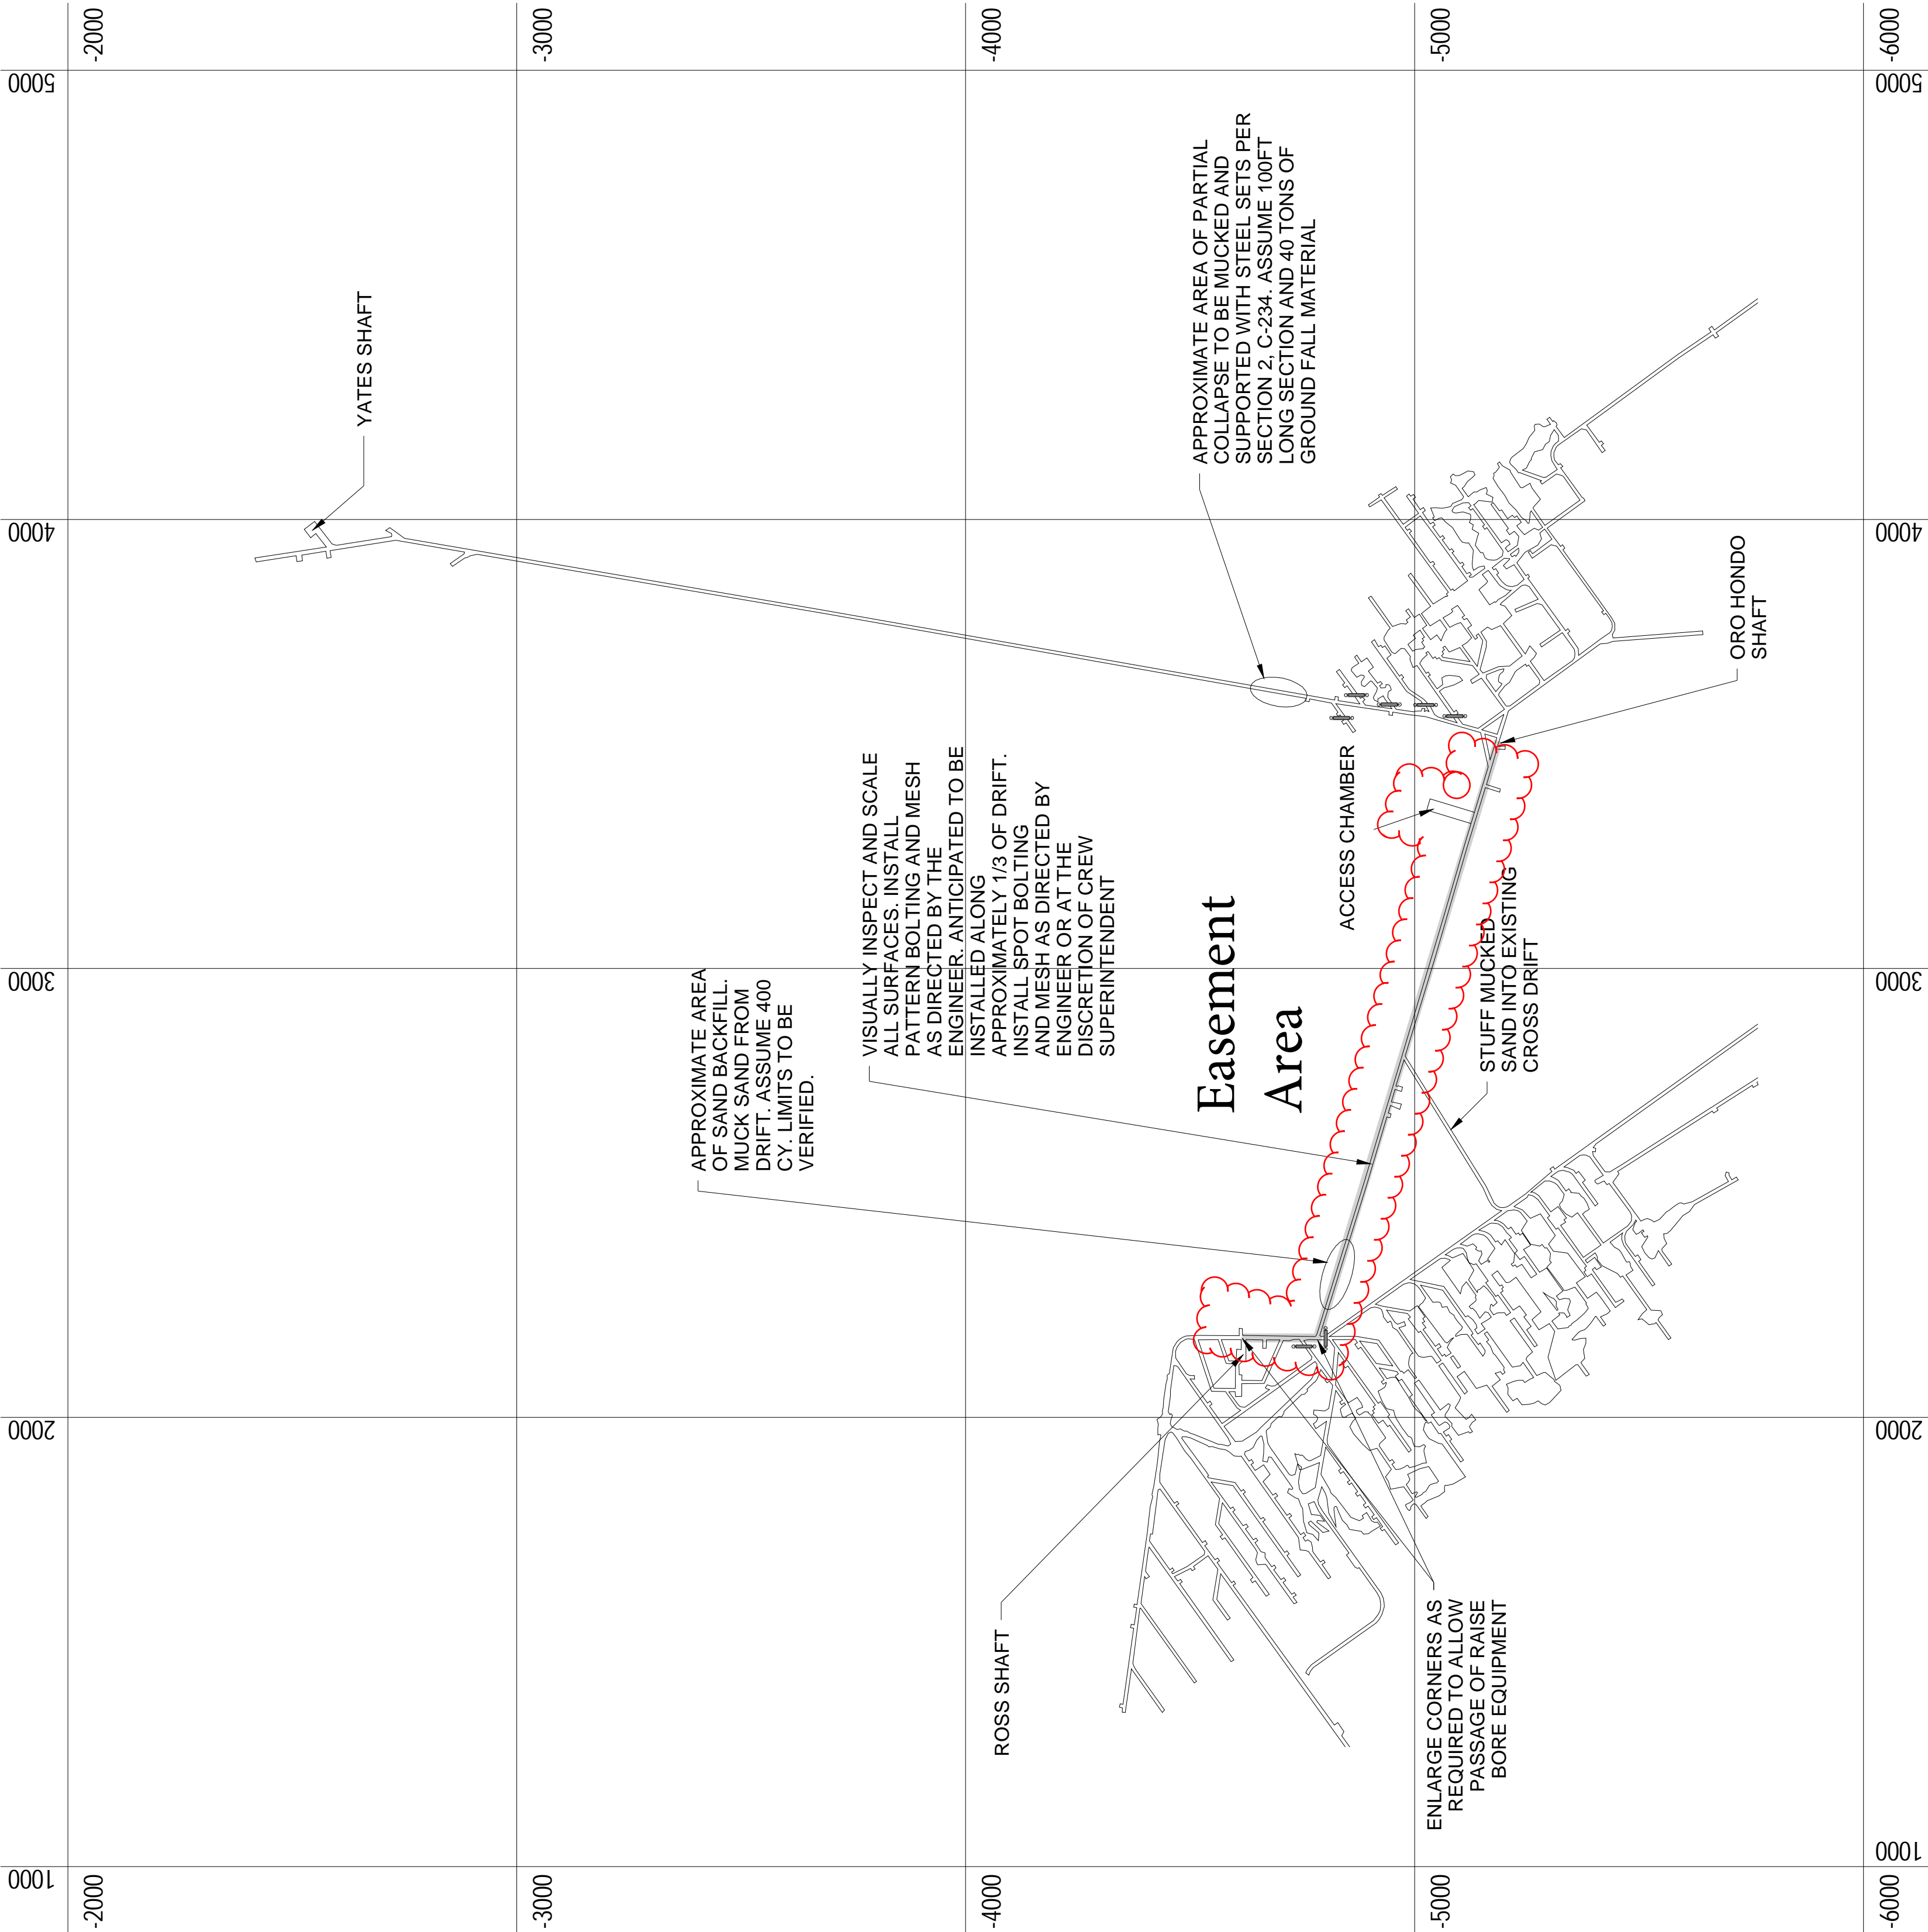 -2000
-3000
-4000
-5000
-6000
5000
5000
YATES SHAFT
APPROXIMATE AREA OF PARTIAL
COLLAPSE TO BE MUCKED AND
SUPPORTED WITH STEEL SETS PER
SECTION 2, C-234. ASSUME 100FT
LONG SECTION AND 40 TONS OF
GROUND FALL MATERIAL
4000
4000
ORO HONDO
SHAFT
VISUALLY INSPECT AND SCALE
ALL SURFACES. INSTALL
PATTERN BOLTING AND MESH
AS DIRECTED BY THE
ENGINEER. ANTICIPATED TO BE
INSTALLED ALONG
APPROXIMATELY 1/3 OF DRIFT.
INSTALL SPOT BOLTING
AND MESH AS DIRECTED BY
ENGINEER OR AT THE
DISCRETION OF CREW
SUPERINTENDENT
ACCESS CHAMBER
Easement
Area
STUFF MUCKED
SAND INTO EXISTING
CROSS DRIFT
3000
3000
APPROXIMATE AREA
OF SAND BACKFILL.
MUCK SAND FROM
DRIFT. ASSUME 400
CY. LIMITS TO BE
VERIFIED.
2000
2000
ROSS SHAFT
ENLARGE CORNERS AS
REQUIRED TO ALLOW
PASSAGE OF RAISE
BORE EQUIPMENT
1000
1000
-2000
-3000
-4000
-5000
-6000